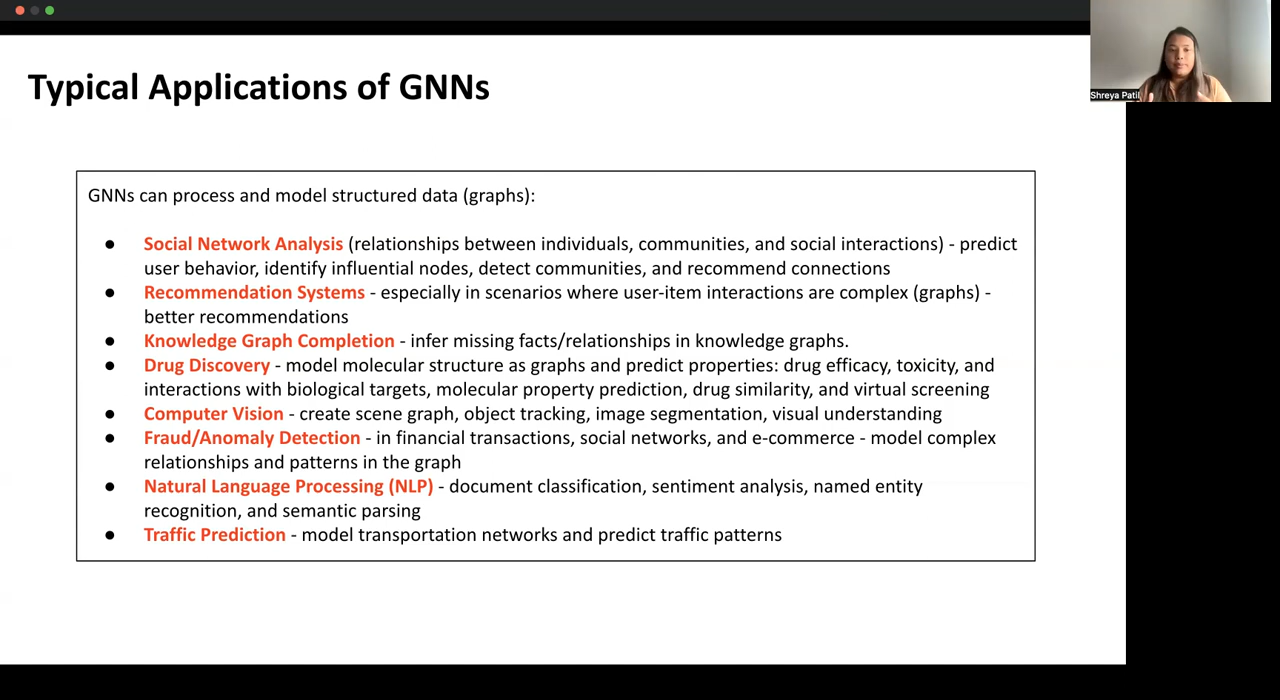 Typical Applications of GNNs
Shreya Patil
GNNs can process and model structured data (graphs):
● Social Network Analysis (relationships between individuals, communities, and social interactions) - predict
user behavior, identify influential nodes, detect communities, and recommend connections
● Recommendation Systems - especially in scenarios where user-item interactions are complex (graphs) -
better recommendations
● Knowledge Graph Completion - infer missing facts/relationships in knowledge graphs.
● Drug Discovery - model molecular structure as graphs and predict properties: drug efficacy, toxicity, and
interactions with biological targets, molecular property prediction, drug similarity, and virtual screening
● Computer Vision - create scene graph, object tracking, image segmentation, visual understanding
● Fraud/Anomaly Detection - in financial transactions, social networks, and e-commerce - model complex
relationships and patterns in the graph
● Natural Language Processing (NLP) - document classification, sentiment analysis, named entity
recognition, and semantic parsing
● Traffic Prediction - model transportation networks and predict traffic patterns